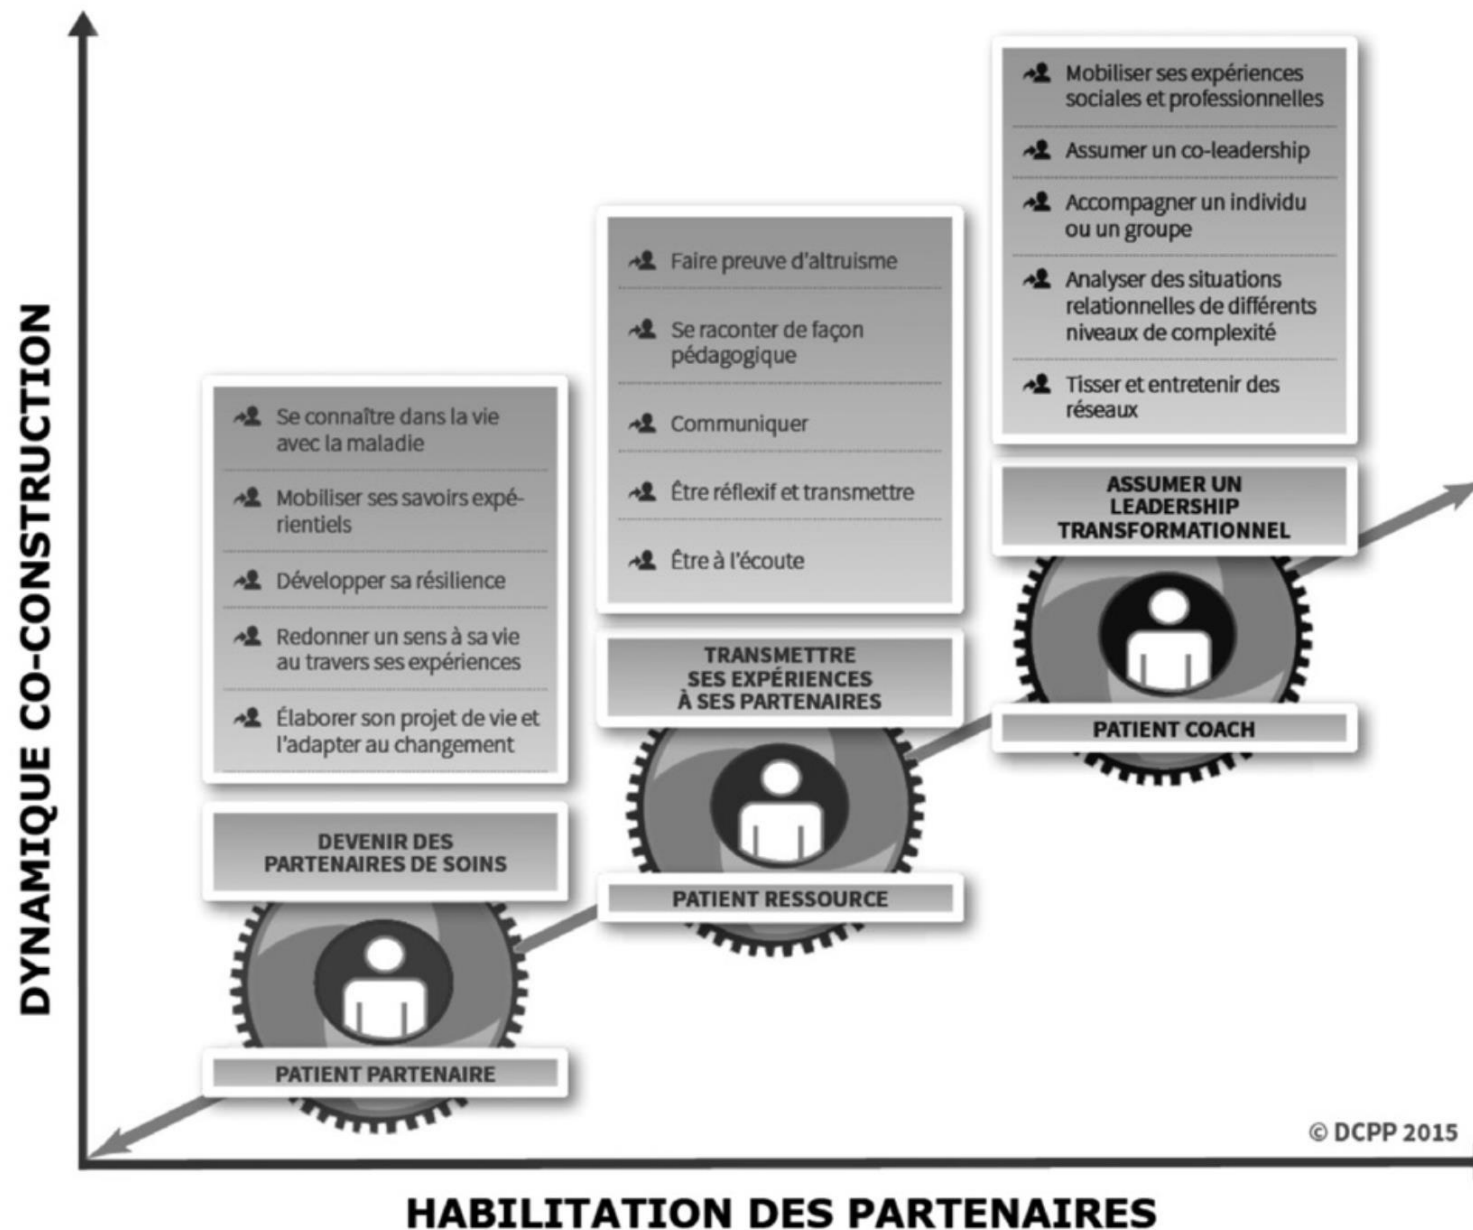 DYNAMIQUE CO-CONSTRUCTION
Se connaître dans la vie
avec la maladie
Mobiliser ses savoirs expé-
rientiels
Développer sa résilience
Redonner un sens à sa vie
au travers ses expériences
Élaborer son projet de vie et
l'adapter au changement
DEVENIR DES
PARTENAIRES DE SOINS
PATIENT PARTENAIRE
Faire preuve d'altruisme
Se raconter de façon
pédagogique
Communiquer
Être réflexif et transmettre
Être à l'écoute
TRANSMETTRE
SES EXPÉRIENCES
À SES PARTENAIRES
PATIENT RESSOURCE
Mobiliser ses expériences
sociales et professionnelles
Assumer un co-leadership
Accompagner un individu
ou un groupe
Analyser des situations
relationnelles de différents
niveaux de complexité
Tisser et entretenir des
réseaux
ASSUMER UN
LEADERSHIP
TRANSFORMATIONNEL
PATIENT COACH
© DCPP 2015
HABILITATION DES PARTENAIRES